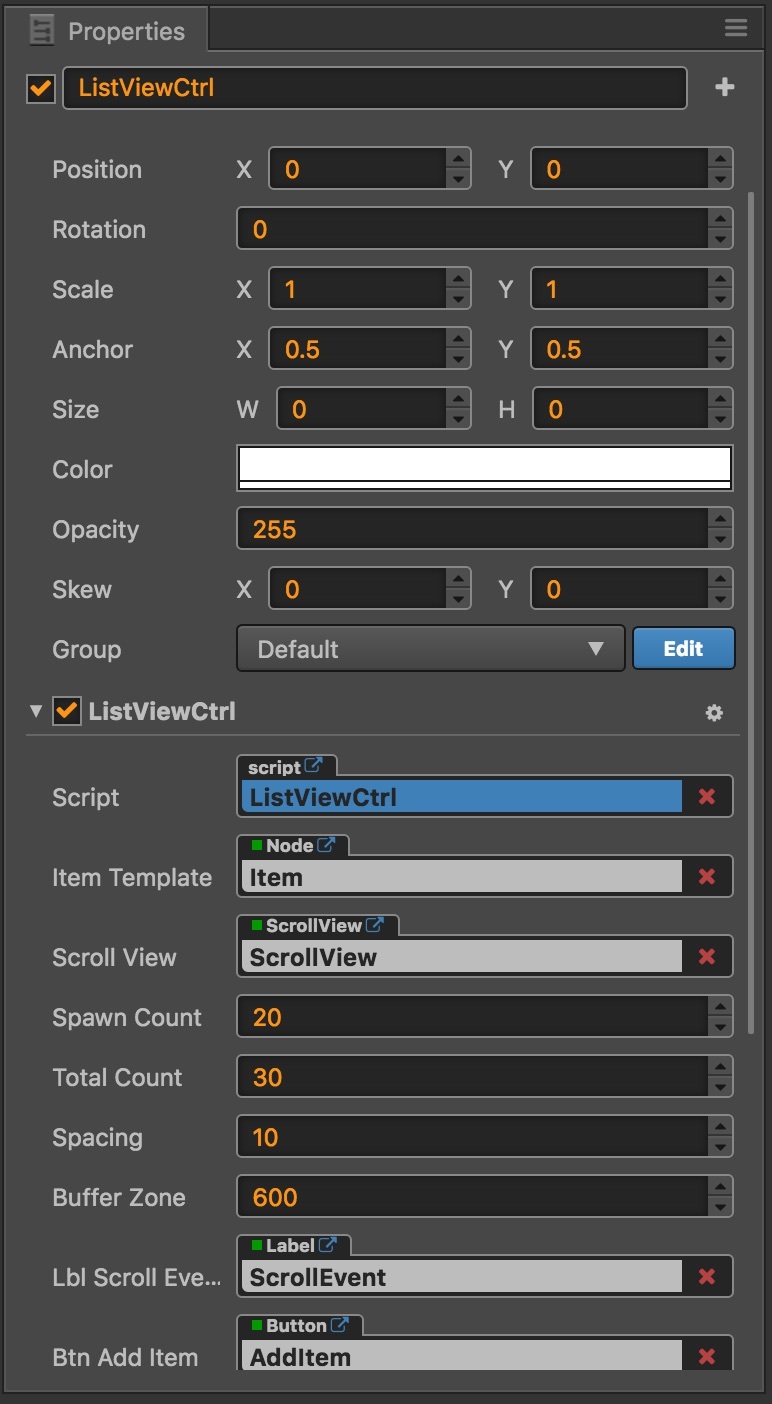 Properties
ListViewCtrl
Position X 0 Y 0
Rotation 0
Scale X 1 Y 1
Anchor X 0.5 Y 0.5
Size W 0 H 0
Color
Opacity 255
Skew X 0 Y 0
Group Default Edit
ListViewCtrl
script
Script ListViewCtrl
Node
Item Template Item
ScrollView
Scroll View ScrollView
Spawn Count 20
Total Count 30
Spacing 10
Buffer Zone 600
Label
Lbl Scroll Eve... ScrollEvent
Button
Btn Add Item AddItem